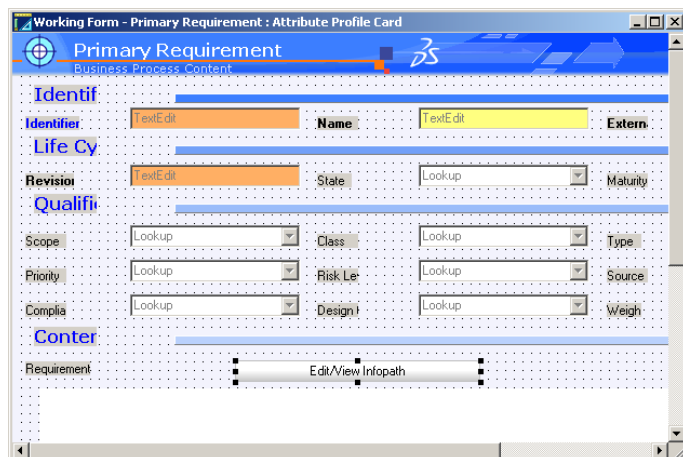 Working Form - Primary Requirement : Attribute Profile Card
Primary Requirement
Business Process Content
Identif
Identifier TextEdit Name TextEdit Extern
Life Cy
Revision TextEdit State Lookup Maturity
Qualifi
Scope Lookup Class Lookup Type
Priority Lookup Risk Le Lookup Source
Complia Lookup Design Lookup Weigh
Conten
Requirement Edit/View Infopath